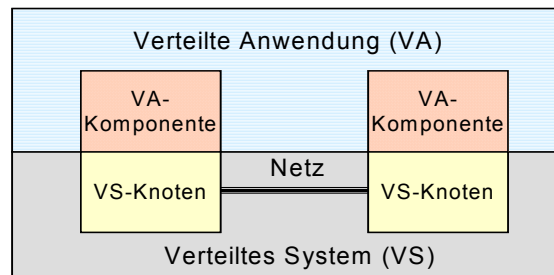 Verteilte Anwendung (VA)
VA-
Komponente
VA-
Komponente
Netz
VS-Knoten
VS-Knoten
Verteiltes System (VS)